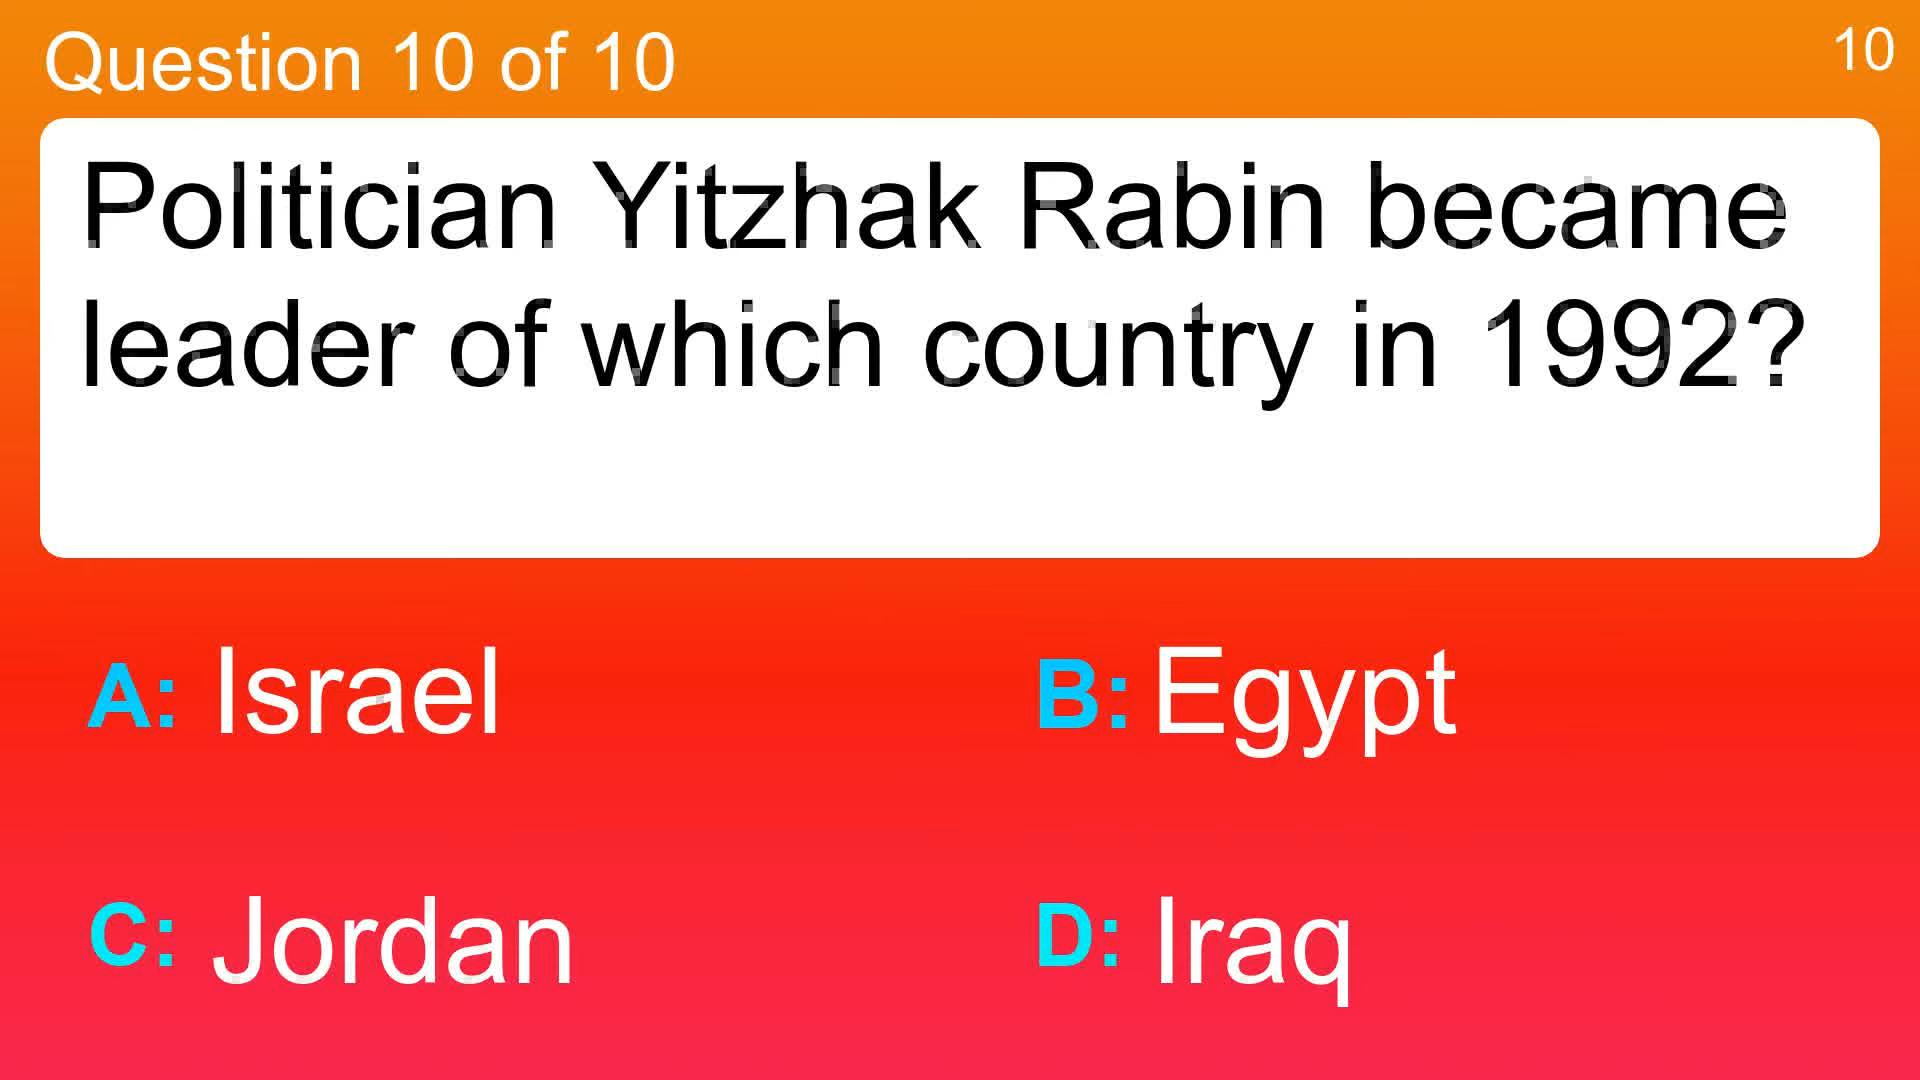 Question 10 of 10
10
Politician Yitzhak Rabin became
leader of which country in 1992?
A: Israel
B: Egypt
C: Jordan
D: Iraq